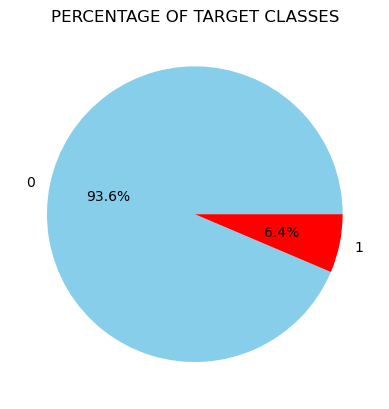 PERCENTAGE OF TARGET CLASSES
0
93.6%
6.4%
1